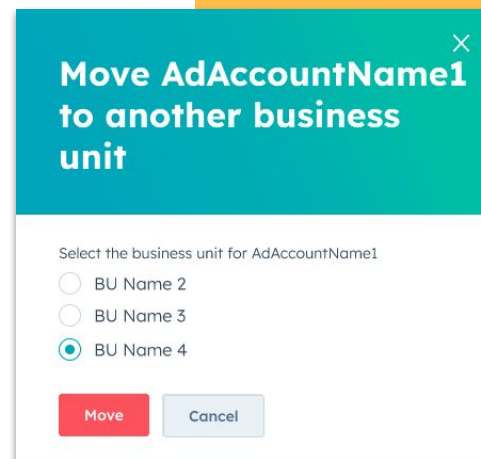 Move AdAccountName1
to another business
unit
Select the business unit for AdAccountName1
BU Name 2
BU Name 3
BU Name 4
Move
Cancel